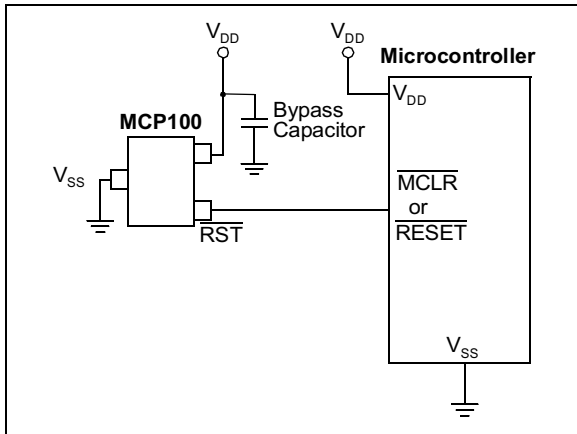 VDD
VDD
Microcontroller
VDD
MCP100
Bypass
Capacitor
VSS
MCLR
or
RESET
RST
VSS